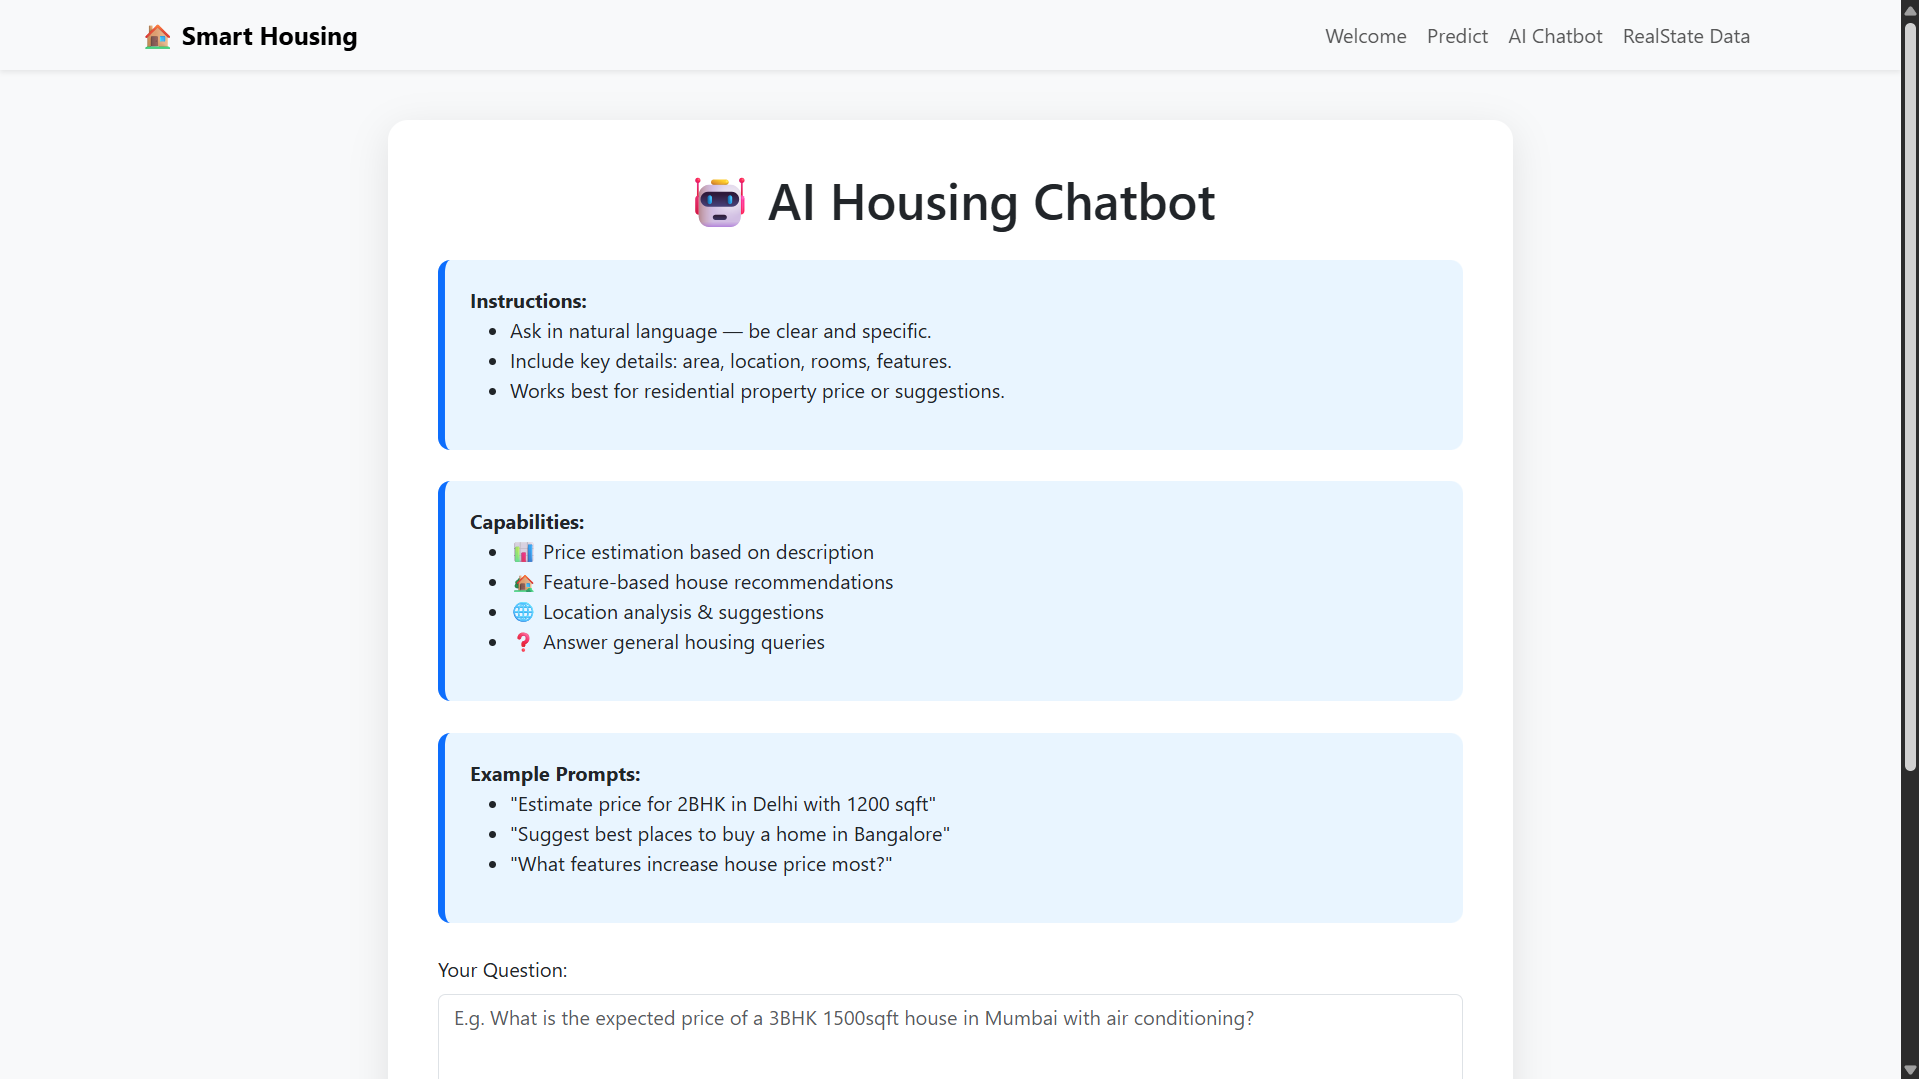 Smart Housing
Welcome Predict AI Chatbot RealState Data
AI Housing Chatbot
Instructions:
Ask in natural language — be clear and specific.
Include key details: area, location, rooms, features.
Works best for residential property price or suggestions.
Capabilities:
Price estimation based on description
Feature-based house recommendations
Location analysis & suggestions
❓ Answer general housing queries
Example Prompts:
"Estimate price for 2BHK in Delhi with 1200 sqft"
"Suggest best places to buy a home in Bangalore"
"What features increase house price most?"
Your Question:
E.g. What is the expected price of a 3BHK 1500sqft house in Mumbai with air conditioning?